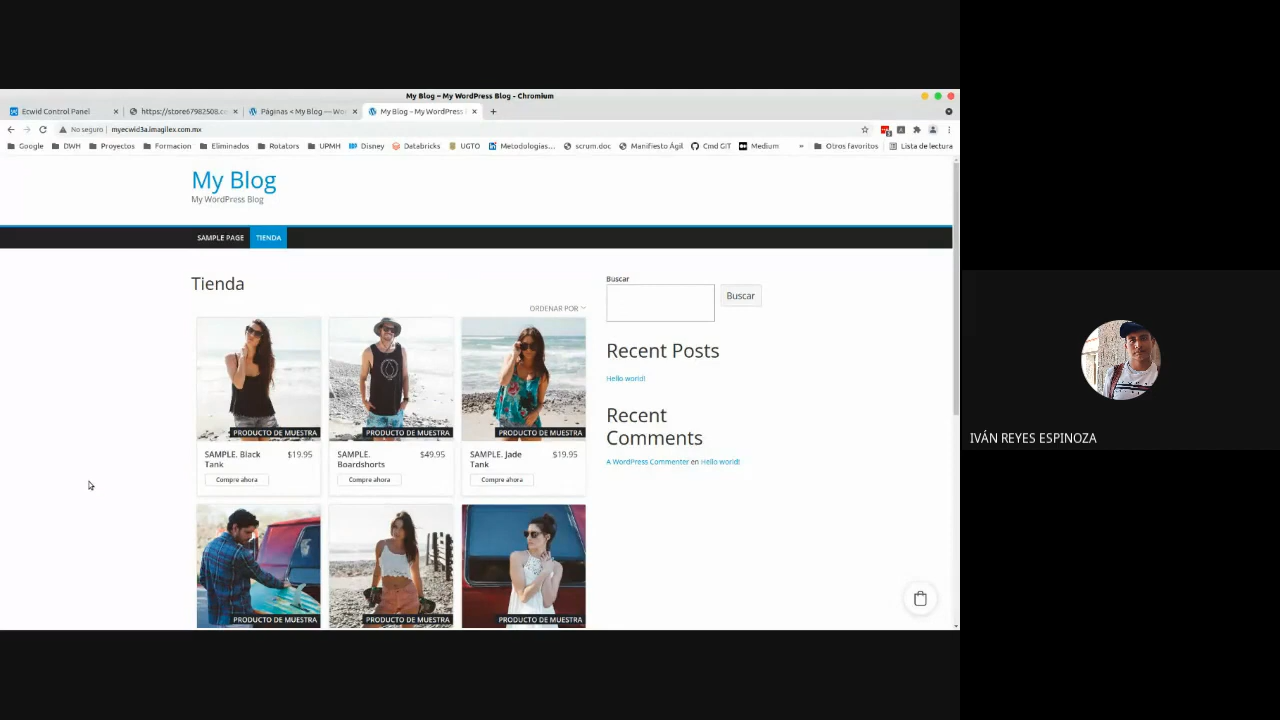 My Blog – My WordPress Blog - Chromium
Ecwid Control Panel
https://store67982508.ec
Páginas < My Blog — Wo
My Blog – My WordPress
No seguro
myecwid3a.imagilex.com.mx
Google
DWH
Proyectos
Formacion
Eliminados
Rotators
UPMH
Disney
Databricks
UGTO
Metodologías...
scrum.doc
Manifiesto Ágil
Cmd GIT
Medium
»
Otros favoritos
Lista de lectura
My Blog
My WordPress Blog
SAMPLE PAGE
TIENDA
Tienda
ORDENAR POR
PRODUCTO DE MUESTRA
PRODUCTO DE MUESTRA
PRODUCTO DE MUESTRA
SAMPLE. Black
Tank
$19.95
Compre ahora
SAMPLE.
Boardshorts
$49.95
Compre ahora
SAMPLE. Jade
Tank
$19.95
Compre ahora
PRODUCTO DE MUESTRA
PRODUCTO DE MUESTRA
PRODUCTO DE MUESTRA
Buscar
Buscar
Recent Posts
Hello world!
Recent
Comments
A WordPress Commenter en Hello world!
IVÁN REYES ESPINOZA